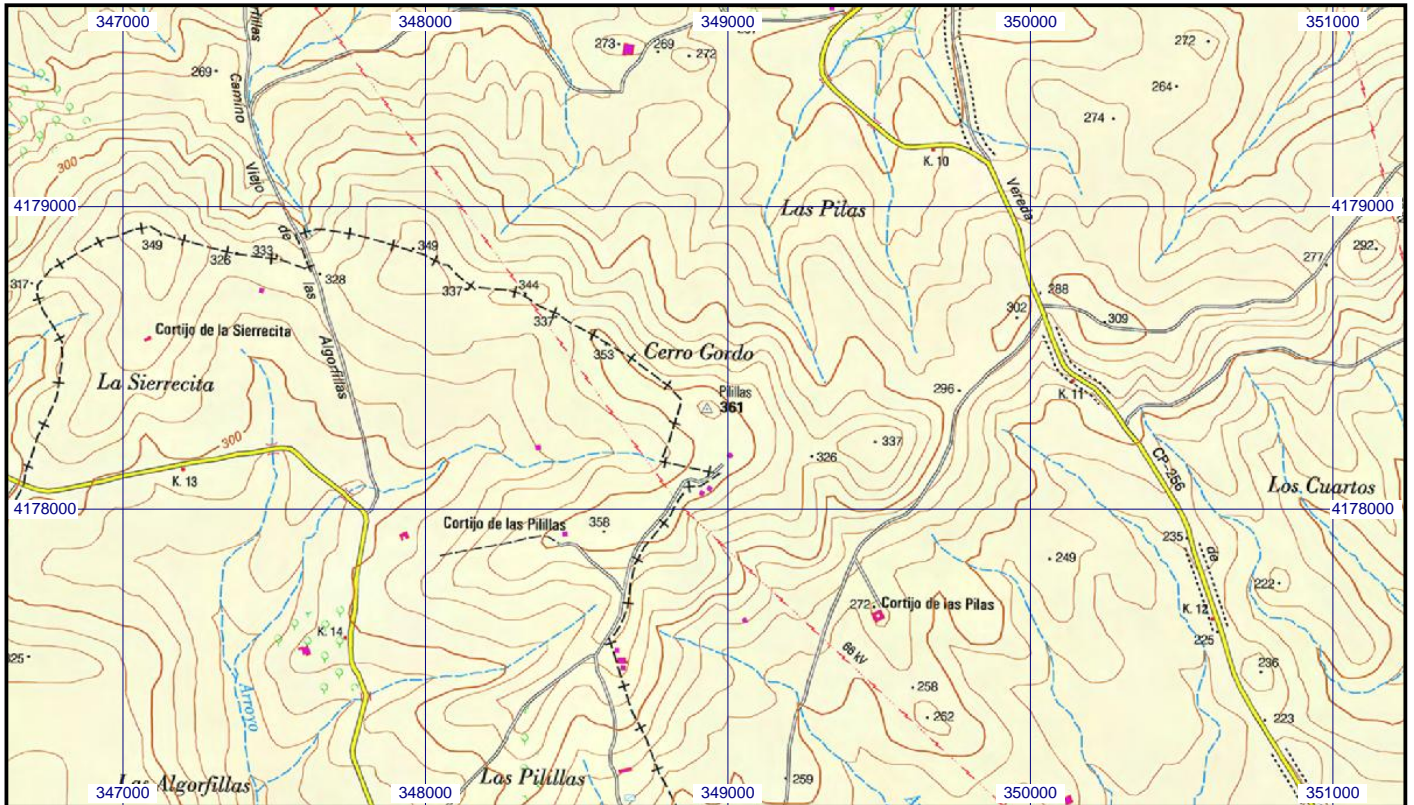 347000 348000 349000 350000 351000
273 269 272 272
269 Camino 264
274
300 Viejo K. 10 Vereda
4179000 Las Pilas 4179000
de
349 326 333 349 277 292
317 328 337 344 288
las 337 302 309
Cortijo de la Sierrecita
Algorfillas 353 Cerro Gordo
La Sierrecita Pilillas 296 K. 11
361
300 337
326
K. 13 CP-256 Los Cuartos
4178000 4178000
Cortijo de las Pilillas 358 235 de
249 222
272 Cortijo de las Pilas K. 12
K. 14 225
325 66 kV 236
258
Arroyo 262 223
Las Algorfillas Las Pilillas 259
347000 348000 349000 350000 351000